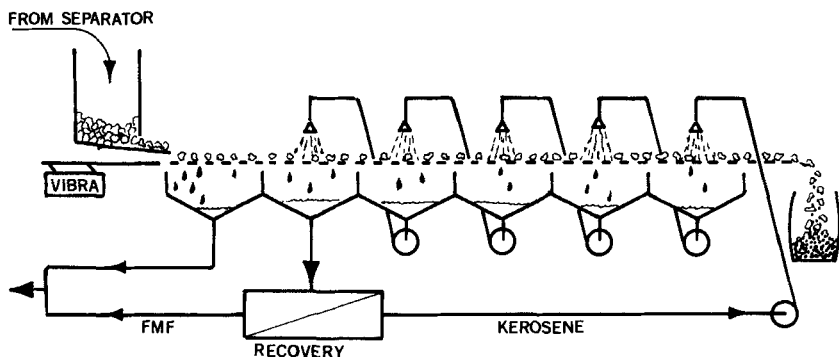 FROM SEPARATOR
VIBRA
FMF
KEROSENE
RECOVERY